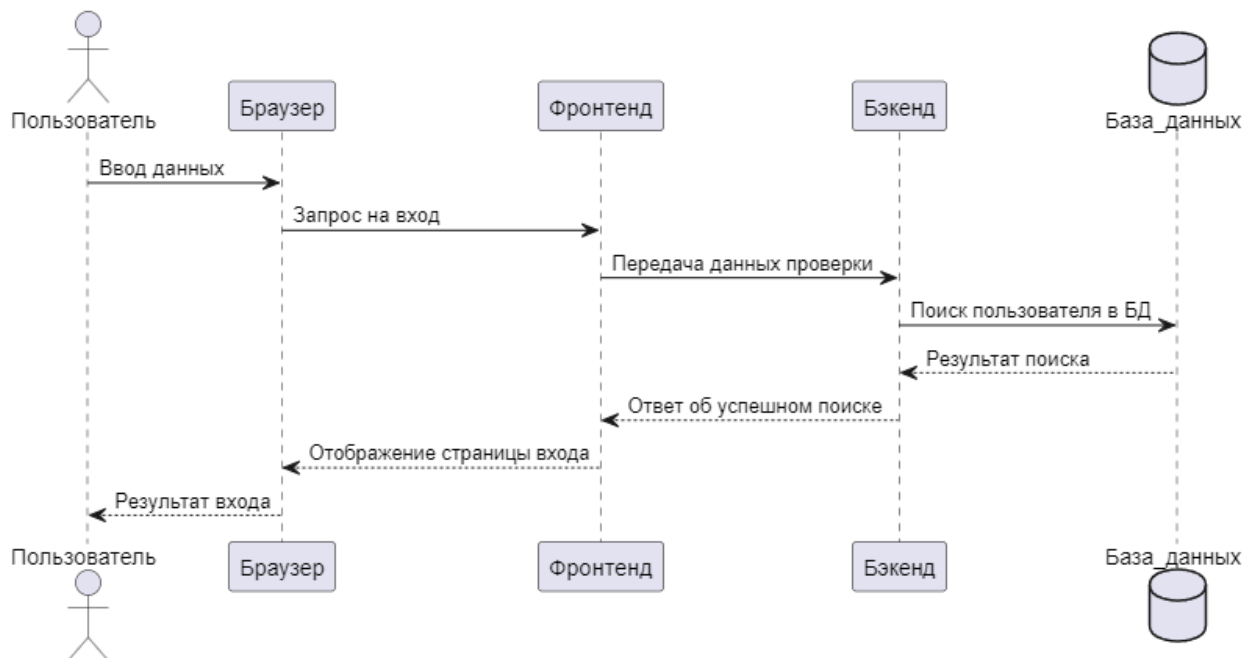 Пользователь
Браузер
Фронтенд
Бэкенд
База_данных
Ввод данных
Запрос на вход
Передача данных проверки
Поиск пользователя в БД
Результат поиска
Ответ об успешном поиске
Отображение страницы входа
Результат входа
Пользователь
Браузер
Фронтенд
Бэкенд
База_данных